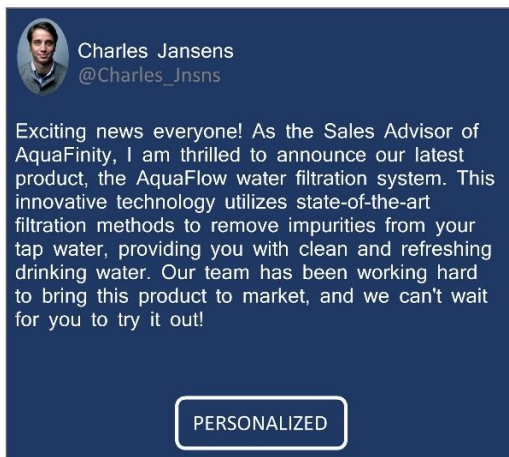 Charles Jansens
@Charles_Jnsns
Exciting news everyone! As the Sales Advisor of
AquaFinity, I am thrilled to announce our latest
product, the AquaFlow water filtration system. This
innovative technology utilizes state-of-the-art
filtration methods to remove impurities from your
tap water, providing you with clean and refreshing
drinking water. Our team has been working hard
to bring this product to market, and we can't wait
for you to try it out!
PERSONALIZED